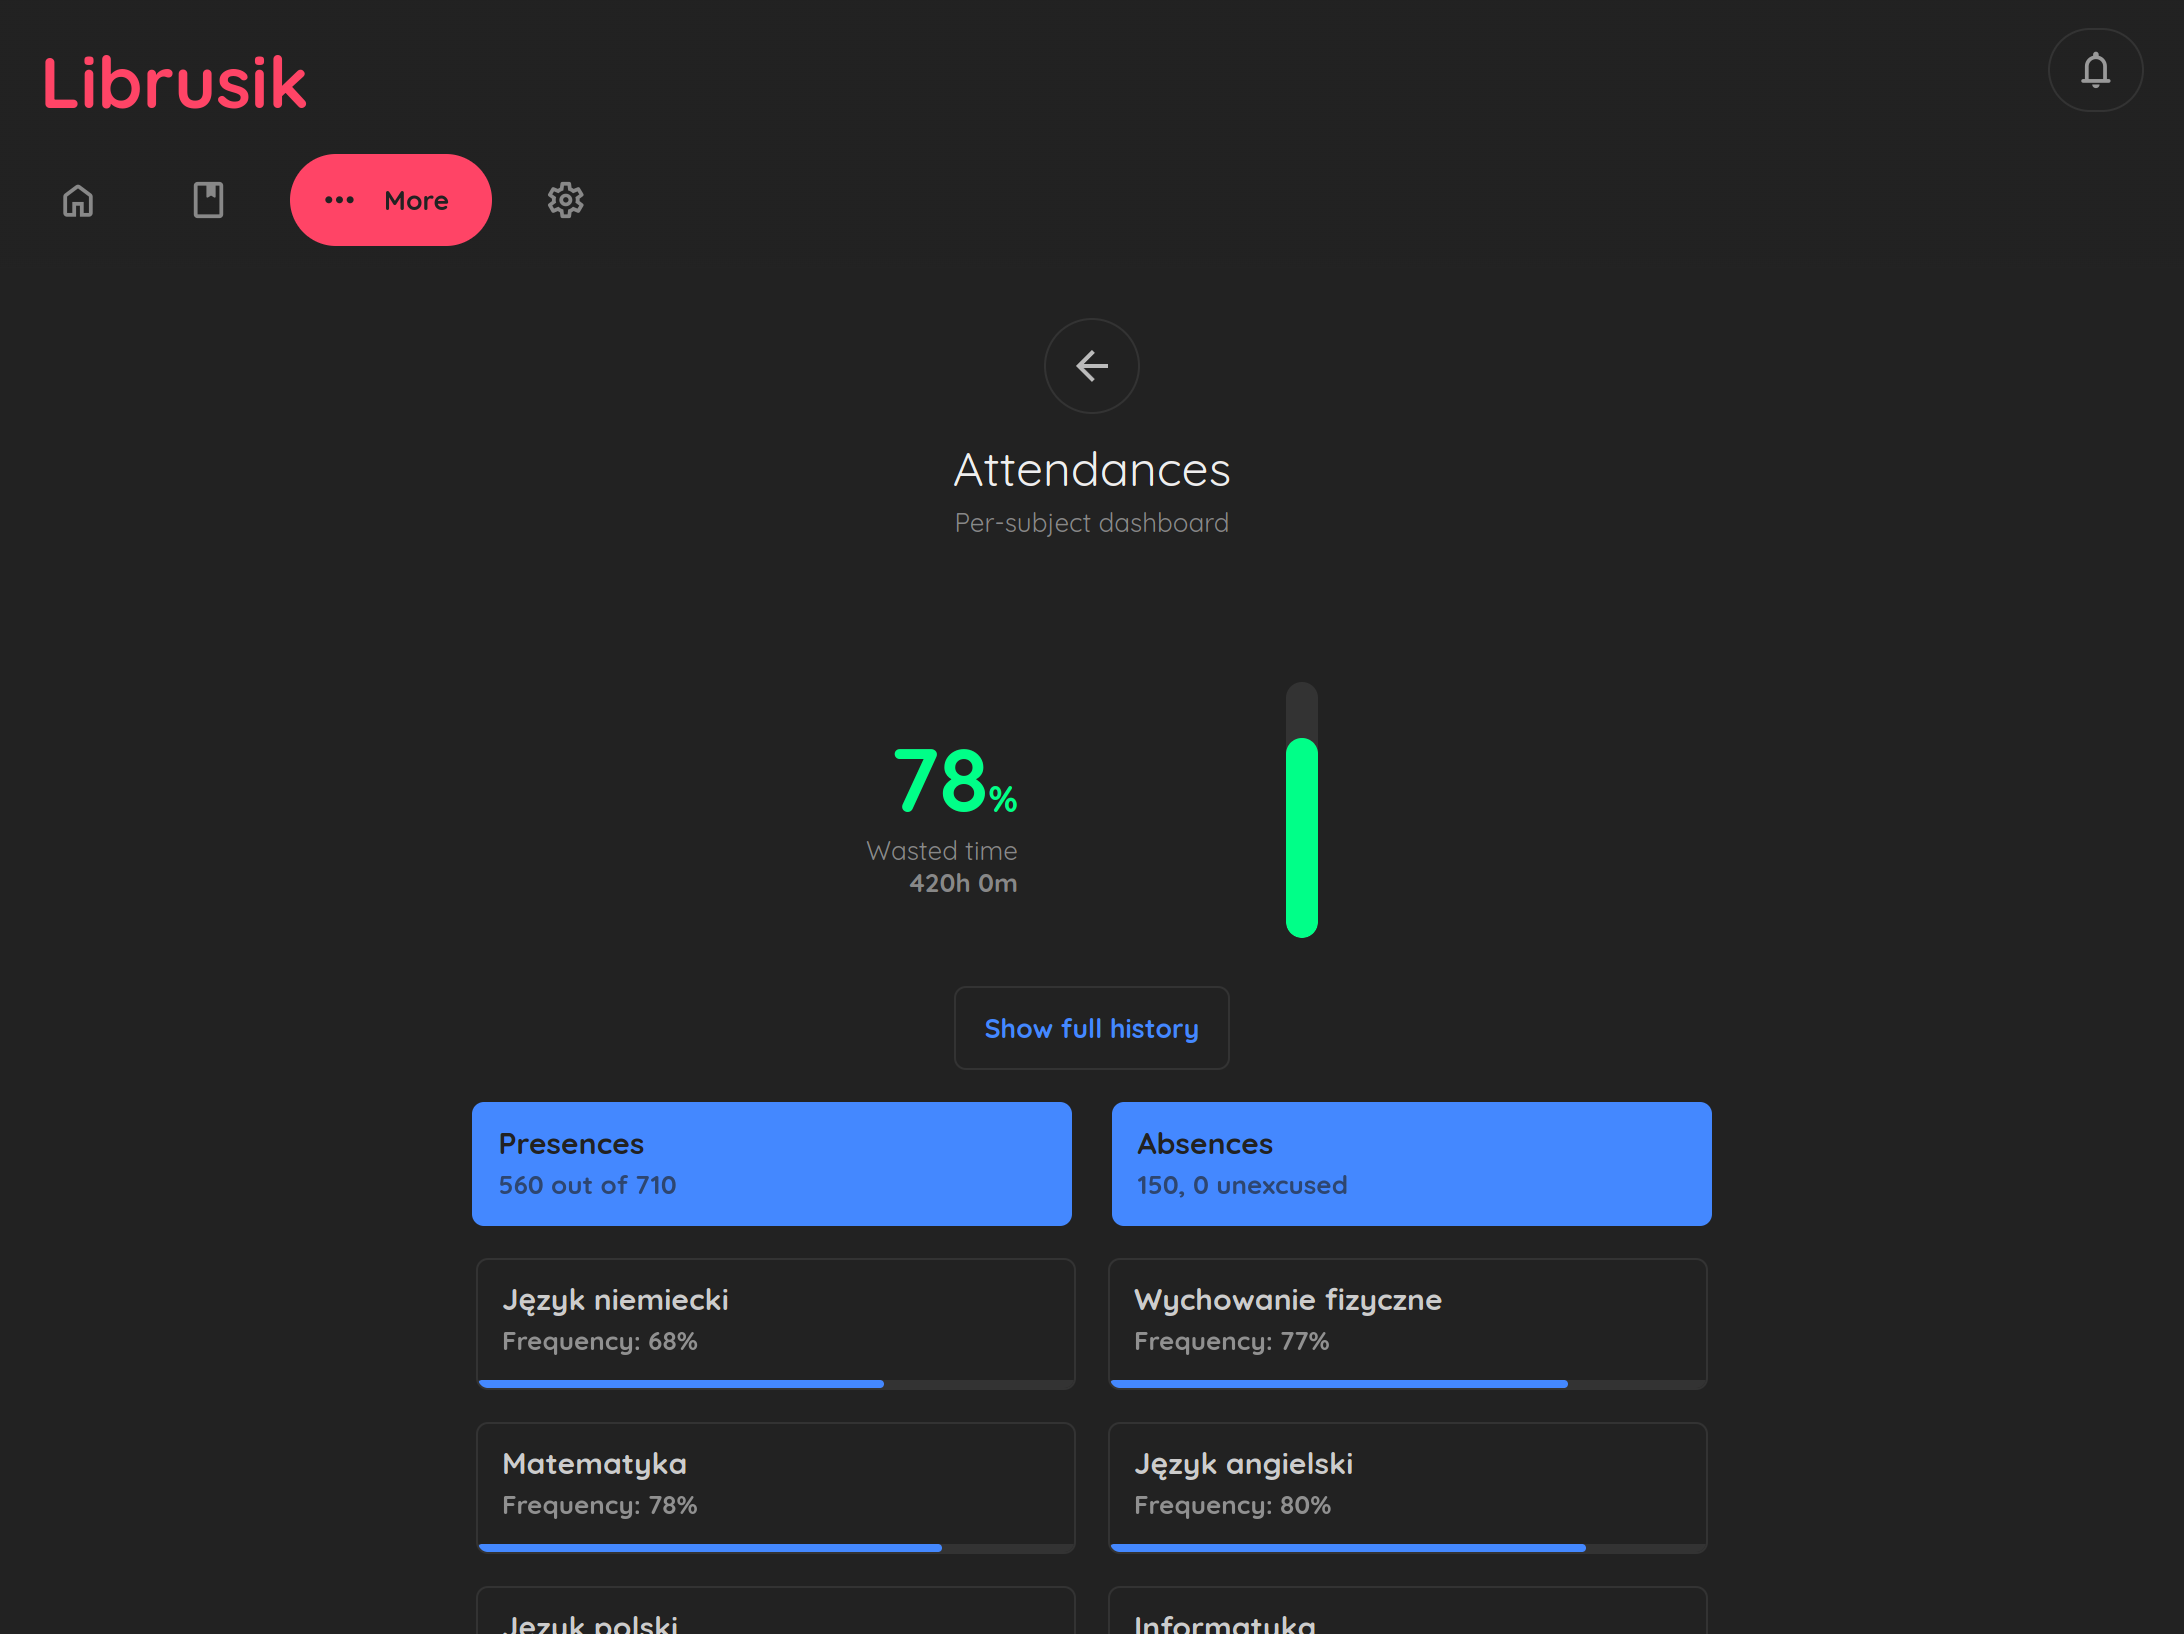 Librusik
More
Attendances
Per-subject dashboard
78%
Wasted time
420h 0m
Show full history
Presences
560 out of 710
Absences
150, 0 unexcused
Język niemiecki
Frequency: 68%
Wychowanie fizyczne
Frequency: 77%
Matematyka
Frequency: 78%
Język angielski
Frequency: 80%
Język polski
Informatyka